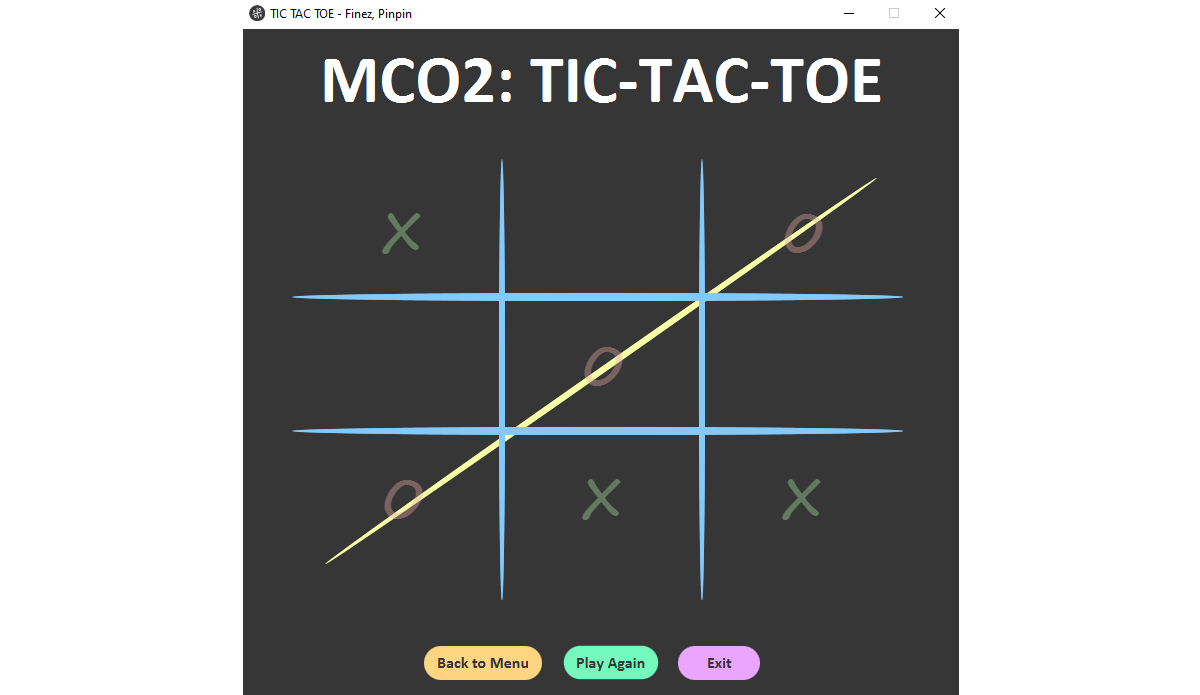 TIC TAC TOE - Finez, Pinpin
MCO2: TIC-TAC-TOE
X O
O
O X X
Back to Menu Play Again Exit